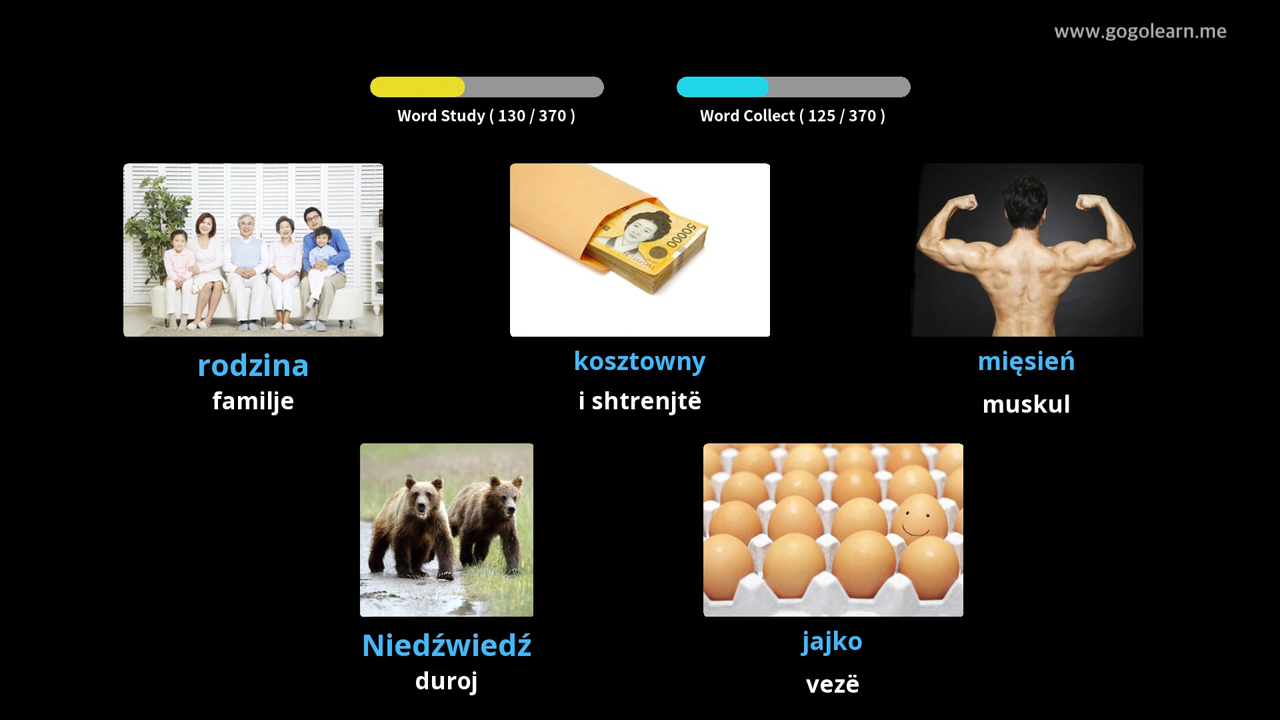 www.gogolearn.me
Word Study ( 130 / 370 )
Word Collect ( 125 / 370 )
50000
rodzina
familje
kosztowny
i shtrenjtë
mięsień
muskul
Niedźwiedź
duroj
jajko
vezë